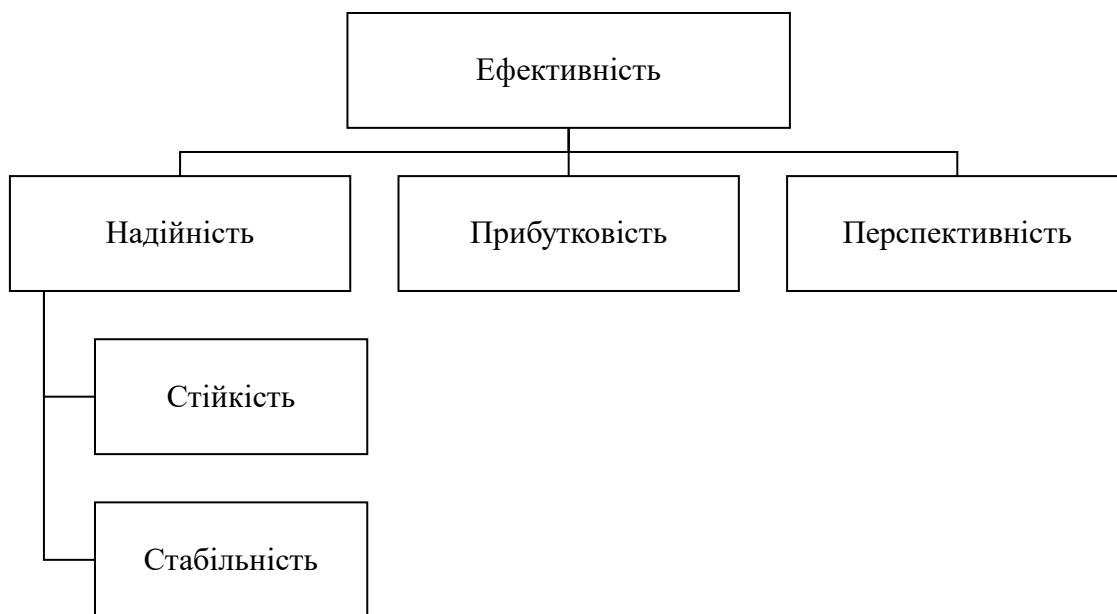 Ефективність
Надійність
Прибутковість
Перспективність
Стійкість
Стабільність